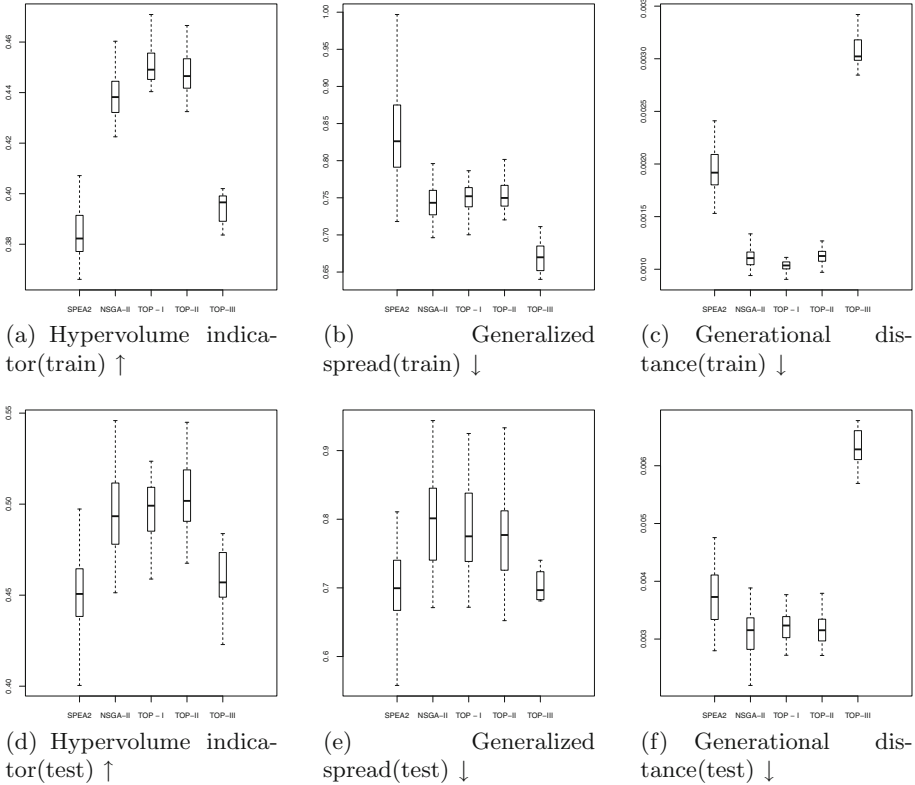 0.38 0.40 0.42 0.44 0.46
SPEA2 NSGA−II TOP − I TOP−II TOP−III
(a) Hypervolume indica-
tor(train) ↑
0.65 0.70 0.75 0.80 0.85 0.90 0.95 1.00
SPEA2 NSGA−II TOP − I TOP−II TOP−III
(b) Generalized
spread(train) ↓
0.0010 0.0015 0.0020 0.0025 0.0030
SPEA2 NSGA−II TOP − I TOP−II TOP−III
(c) Generational dis-
tance(train) ↓
0.40 0.45 0.50 0.55
SPEA2 NSGA−II TOP − I TOP−II TOP−III
(d) Hypervolume indica-
tor(test) ↑
0.6 0.7 0.8 0.9
SPEA2 NSGA−II TOP − I TOP−II TOP−III
(e) Generalized
spread(test) ↓
0.003 0.004 0.005 0.006
SPEA2 NSGA−II TOP − I TOP−II TOP−III
(f) Generational dis-
tance(test) ↓